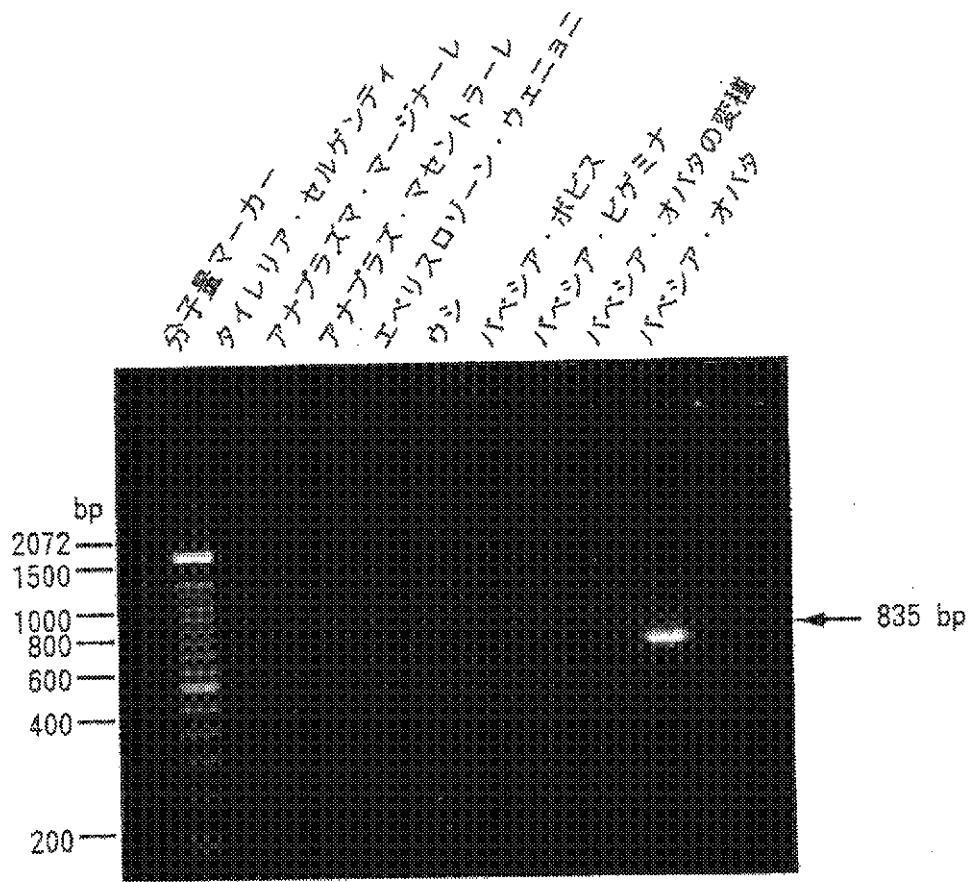 分子量マーカー
タイレリア・セルゲンティ
アナプラズマ・マージナーレ
アナプラズ・マセントラーレ
エペリスロゾーン・ウェニョニ
ウシ
バベシア・ボビス
バベシア・ビゲミナ
バベシア・オバタの変種
バベシア・オバタ
bp
2072
1500
1000
800
600
400
200
835 bp